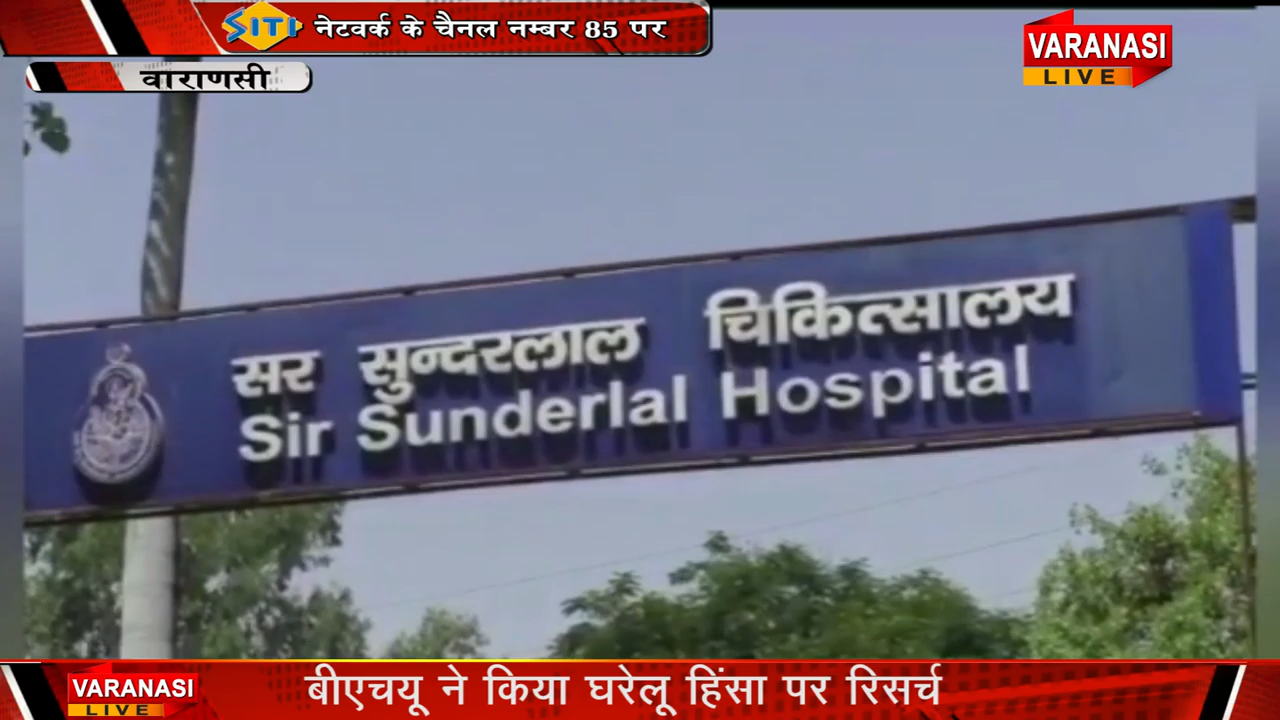 SITI नेटवर्क के चैनल नम्बर 85 पर
VARANASI
LIVE
वाराणसी
सर सुन्दरलाल चिकित्सालय
Sir Sunderlal Hospital
VARANASI
LIVE
बीएचयू ने किया घरेलू हिंसा पर रिसर्च